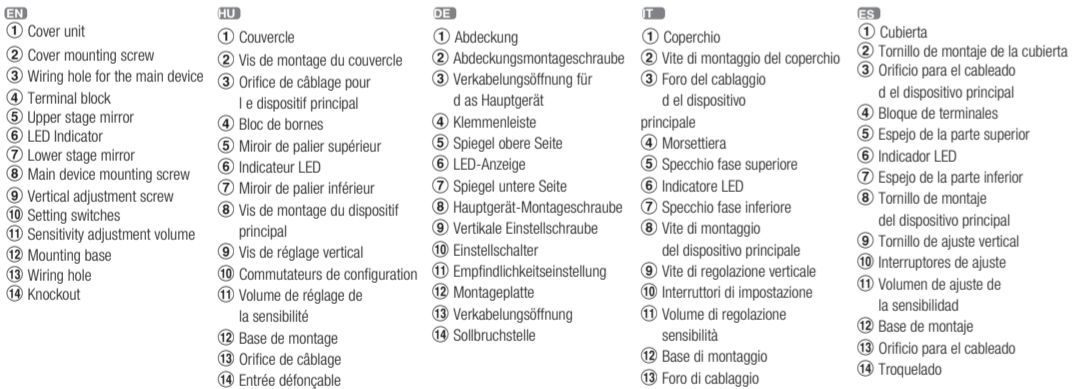 EN
① Cover unit
② Cover mounting screw
③ Wiring hole for the main device
④ Terminal block
⑤ Upper stage mirror
⑥ LED Indicator
⑦ Lower stage mirror
⑧ Main device mounting screw
⑨ Vertical adjustment screw
⑩ Setting switches
⑪ Sensitivity adjustment volume
⑫ Mounting base
⑬ Wiring hole
⑭ Knockout
HU
① Couvercle
② Vis de montage du couvercle
③ Orifice de câblage pour
l e dispositif principal
④ Bloc de bornes
⑤ Miroir de palier supérieur
⑥ Indicateur LED
⑦ Miroir de palier inférieur
⑧ Vis de montage du dispositif
principal
⑨ Vis de réglage vertical
⑩ Commutateurs de configuration
⑪ Volume de réglage de
la sensibilité
⑫ Base de montage
⑬ Orifice de câblage
⑭ Entrée défonçable
DE
① Abdeckung
② Abdeckungsmontageschraube
③ Verkabelungsöffnung für
d as Hauptgerät
④ Klemmenleiste
⑤ Spiegel obere Seite
⑥ LED-Anzeige
⑦ Spiegel untere Seite
⑧ Hauptgerät-Montageschraube
⑨ Vertikale Einstellschraube
⑩ Einstellschalter
⑪ Empfindlichkeitseinstellung
⑫ Montageplatte
⑬ Verkabelungsöffnung
⑭ Sollbruchstelle
IT
① Coperchio
② Vite di montaggio del coperchio
③ Foro del cablaggio
d el dispositivo
principale
④ Morsettiera
⑤ Specchio fase superiore
⑥ Indicatore LED
⑦ Specchio fase inferiore
⑧ Vite di montaggio
del dispositivo principale
⑨ Vite di regolazione verticale
⑩ Interruttori di impostazione
⑪ Volume di regolazione
sensibilità
⑫ Base di montaggio
⑬ Foro di cablaggio
ES
① Cubierta
② Tornillo de montaje de la cubierta
③ Orificio para el cableado
d el dispositivo principal
④ Bloque de terminales
⑤ Espejo de la parte superior
⑥ Indicador LED
⑦ Espejo de la parte inferior
⑧ Tornillo de montaje
del dispositivo principal
⑨ Tornillo de ajuste vertical
⑩ Interruptores de ajuste
⑪ Volumen de ajuste de
la sensibilidad
⑫ Base de montaje
⑬ Orificio para el cableado
⑭ Troquelado